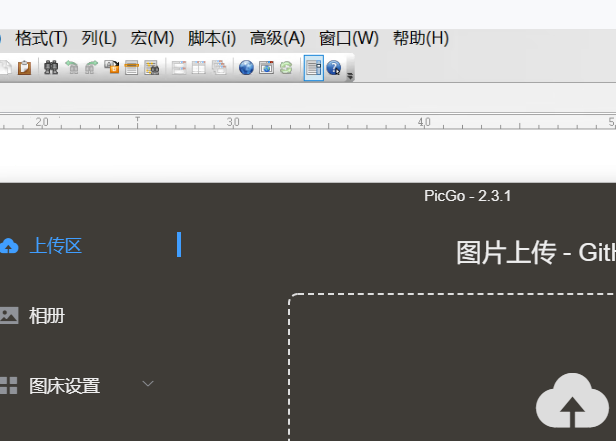 格式(T) 列(L) 宏(M) 脚本(i) 高级(A) 窗口(W) 帮助(H)
2,0 3,0 4,0
PicGo - 2.3.1
上传区
图片上传 - Gith
相册
图床设置